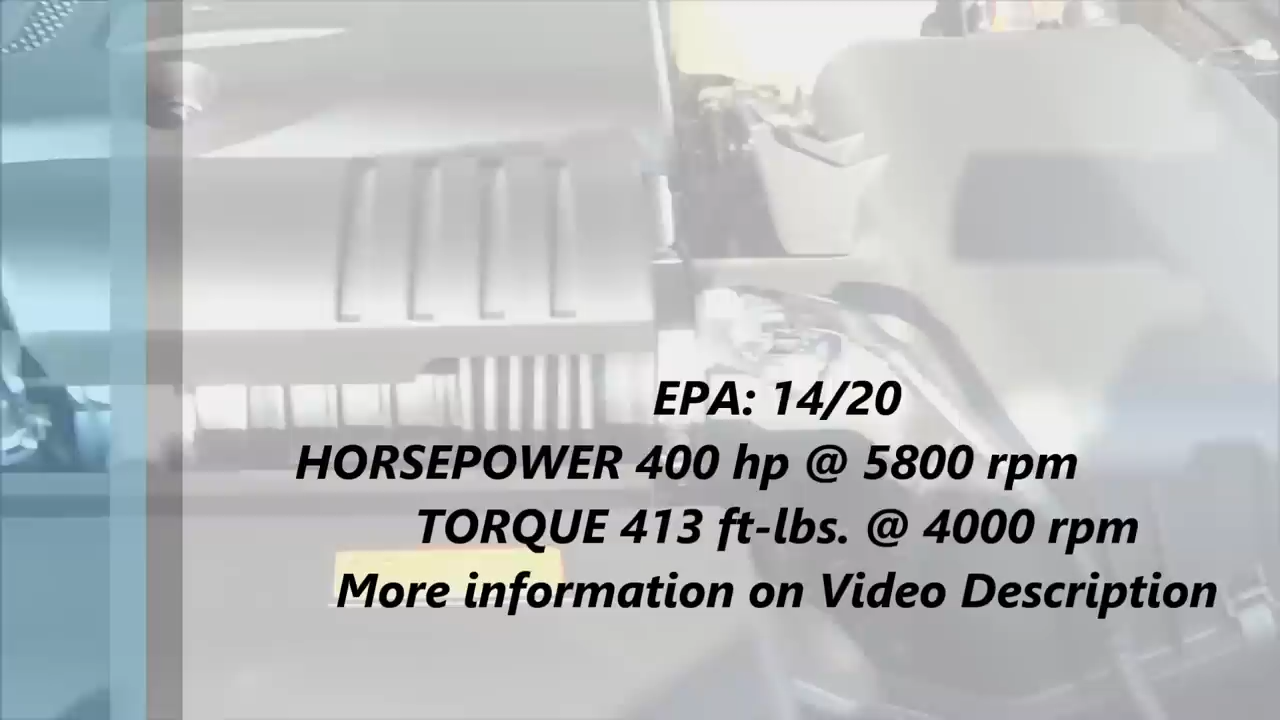 EPA: 14/20
HORSEPOWER 400 hp @ 5800 rpm
TORQUE 413 ft-lbs. @ 4000 rpm
More information on Video Description